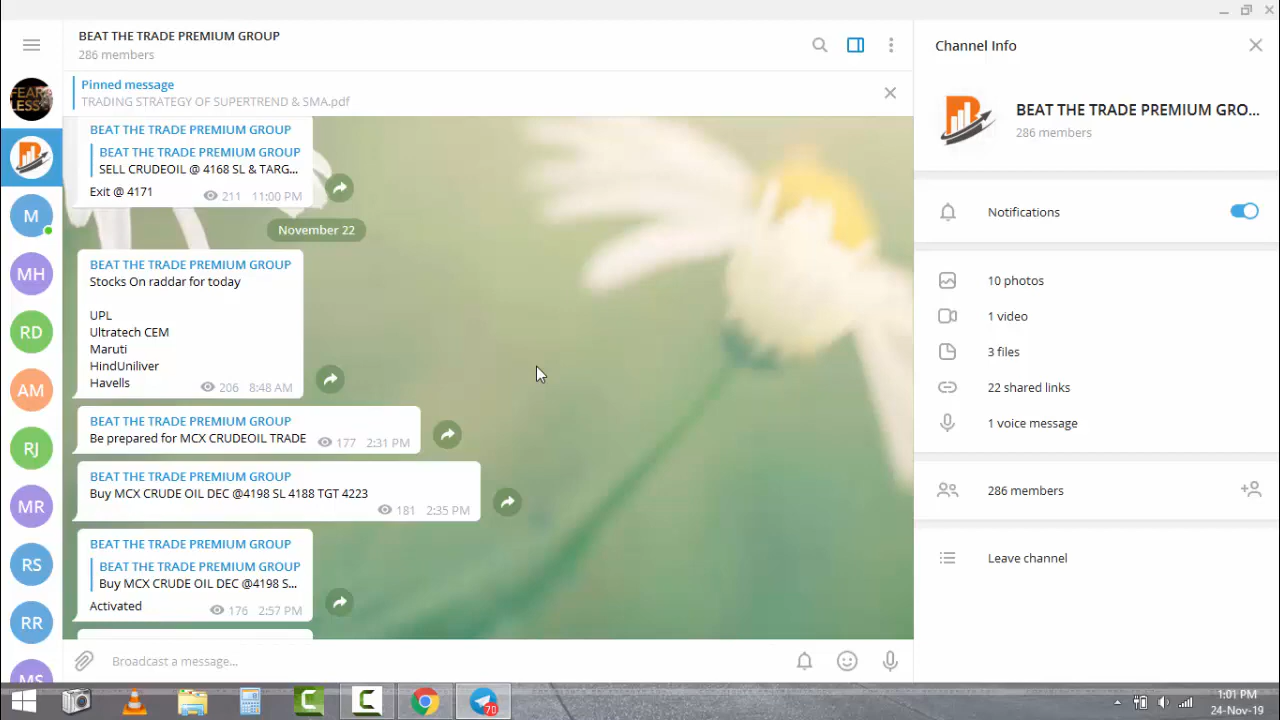 BEAT THE TRADE PREMIUM GROUP
286 members
Pinned message
TRADING STRATEGY OF SUPERTREND & SMA.pdf
BEAT THE TRADE PREMIUM GROUP
BEAT THE TRADE PREMIUM GROUP
SELL CRUDEOIL @ 4168 SL & TARG...
Exit @ 4171
211 11:00 PM
November 22
BEAT THE TRADE PREMIUM GROUP
Stocks On raddar for today
UPL
Ultratech CEM
Maruti
HindUniliver
Havells
206 8:48 AM
BEAT THE TRADE PREMIUM GROUP
Be prepared for MCX CRUDEOIL TRADE
177 2:31 PM
BEAT THE TRADE PREMIUM GROUP
Buy MCX CRUDE OIL DEC @4198 SL 4188 TGT 4223
181 2:35 PM
BEAT THE TRADE PREMIUM GROUP
BEAT THE TRADE PREMIUM GROUP
Buy MCX CRUDE OIL DEC @4198 S...
Activated
176 2:57 PM
Broadcast a message...
FEAR
LESS
M
MH
RD
AM
RJ
MR
RS
RR
MS
Channel Info
BEAT THE TRADE PREMIUM GRO...
286 members
Notifications
10 photos
1 video
3 files
22 shared links
1 voice message
286 members
Leave channel
70
1:01 PM
24-Nov-19